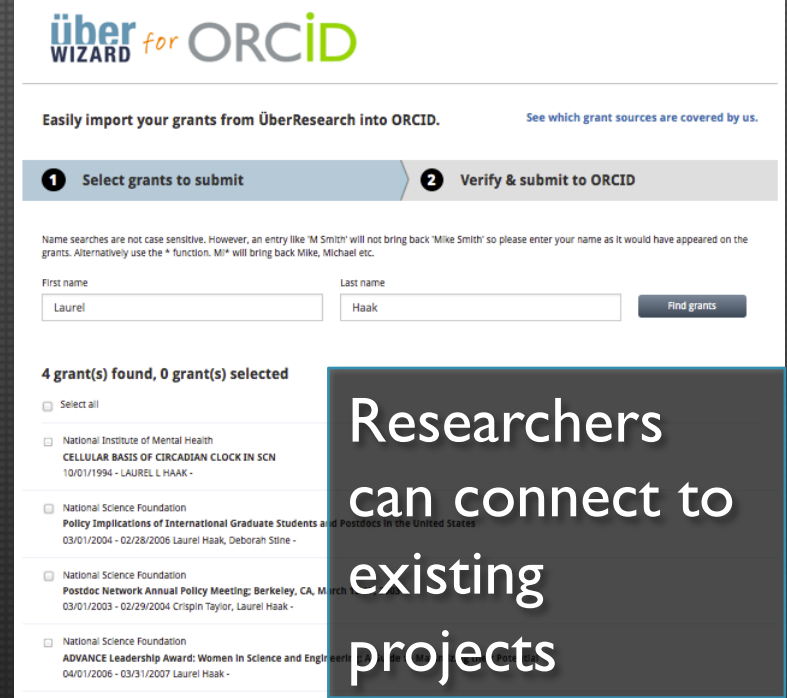 über
WIZARD for ORCiD
Easily import your grants from ÜberResearch into ORCID.
See which grant sources are covered by us.
1 Select grants to submit
2 Verify & submit to ORCID
Name searches are not case sensitive. However, an entry like 'M Smith' will not bring back 'Mike Smith' so please enter your name as it would have appeared on the
grants. Alternatively use the * function. Mi* will bring back Mike, Michael etc.
First name Last name
Laurel Haak Find grants
4 grant(s) found, 0 grant(s) selected
Select all
National Institute of Mental Health
CELLULAR BASIS OF CIRCADIAN CLOCK IN SCN
10/01/1994 - LAUREL L HAAK -
National Science Foundation
Policy Implications of International Graduate Students and Postdocs in the United States
03/01/2004 - 02/28/2006 Laurel Haak, Deborah Stine -
National Science Foundation
Postdoc Network Annual Policy Meeting; Berkeley, CA, March
03/01/2003 - 02/29/2004 Crispin Taylor, Laurel Haak -
National Science Foundation
ADVANCE Leadership Award: Women in Science and Engineering: A Guide to Maximizing their Potential
04/01/2006 - 03/31/2007 Laurel Haak -
Researchers
can connect to
existing
projects